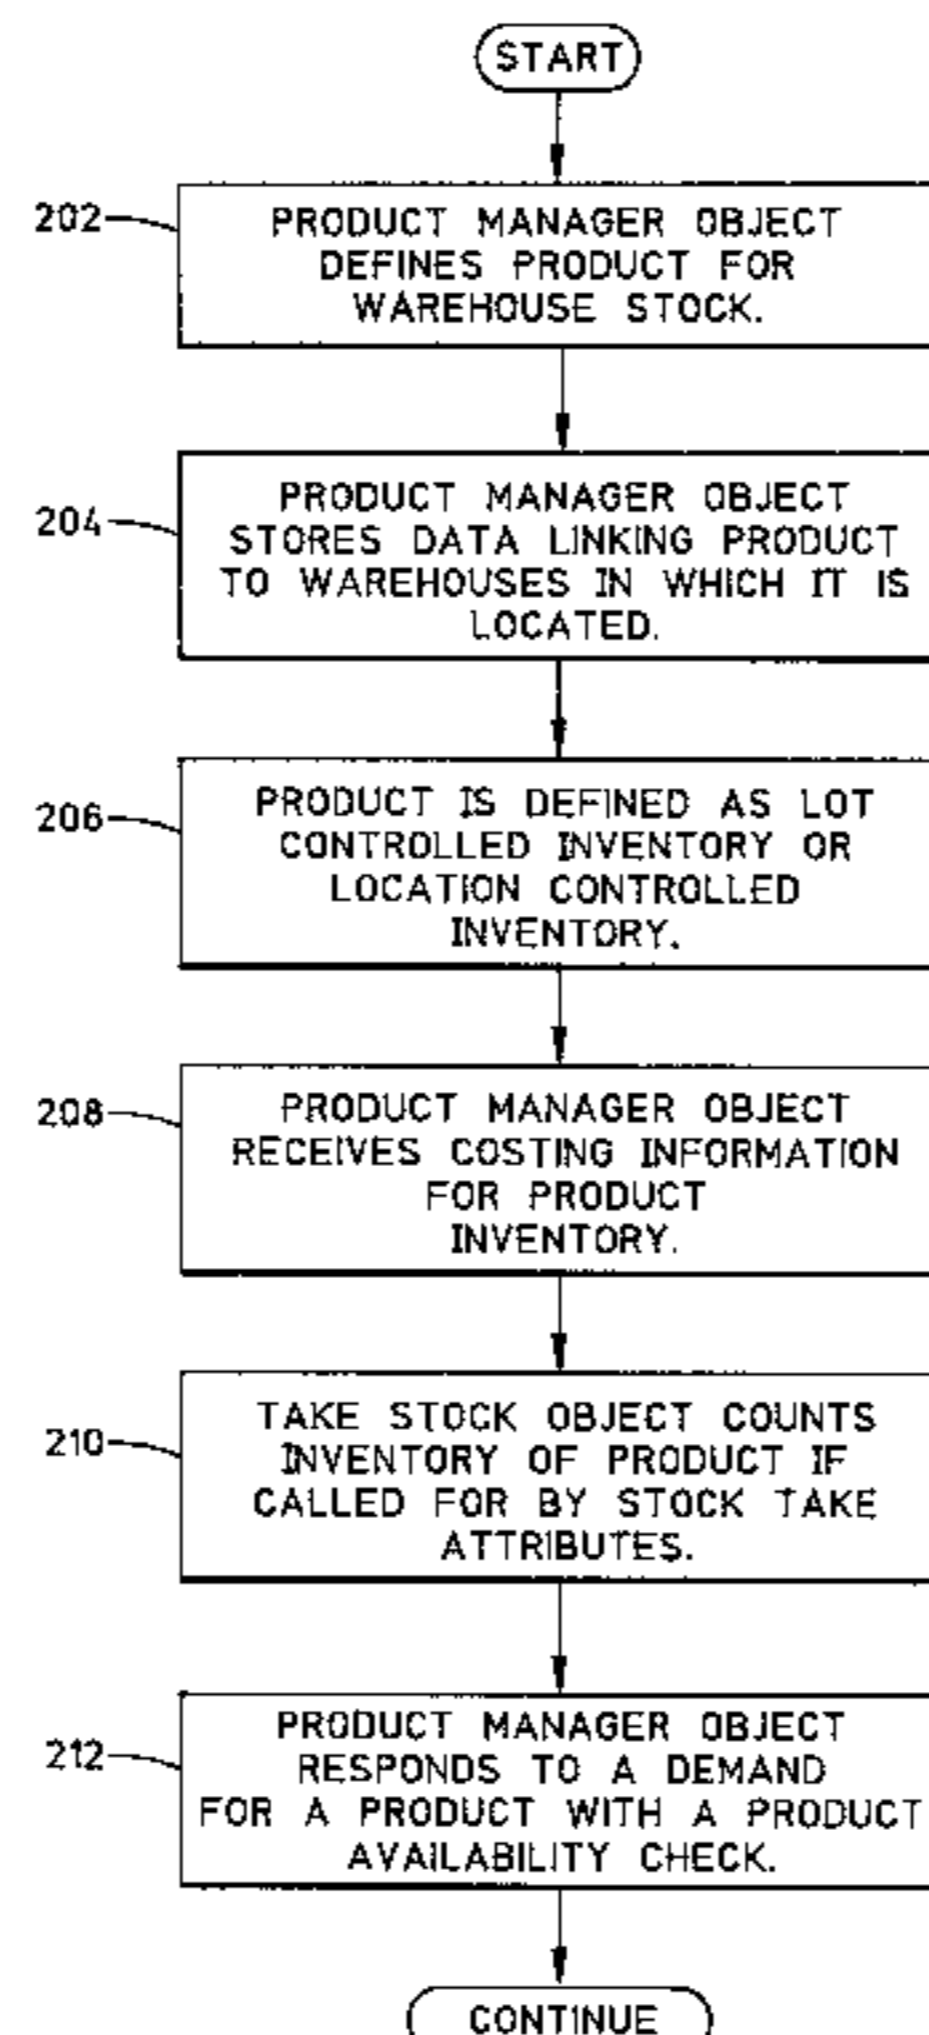 START
202
PRODUCT MANAGER OBJECT
DEFINES PRODUCT FOR
WAREHOUSE STOCK.
204
PRODUCT MANAGER OBJECT
STORES DATA LINKING PRODUCT
TO WAREHOUSES IN WHICH IT IS
LOCATED.
206
PRODUCT IS DEFINED AS LOT
CONTROLLED INVENTORY OR
LOCATION CONTROLLED
INVENTORY.
208
PRODUCT MANAGER OBJECT
RECEIVES COSTING INFORMATION
FOR PRODUCT
INVENTORY.
210
TAKE STOCK OBJECT COUNTS
INVENTORY OF PRODUCT IF
CALLED FOR BY STOCK TAKE
ATTRIBUTES.
212
PRODUCT MANAGER OBJECT
RESPONDS TO A DEMAND
FOR A PRODUCT WITH A PRODUCT
AVAILABILITY CHECK.
CONTINUE